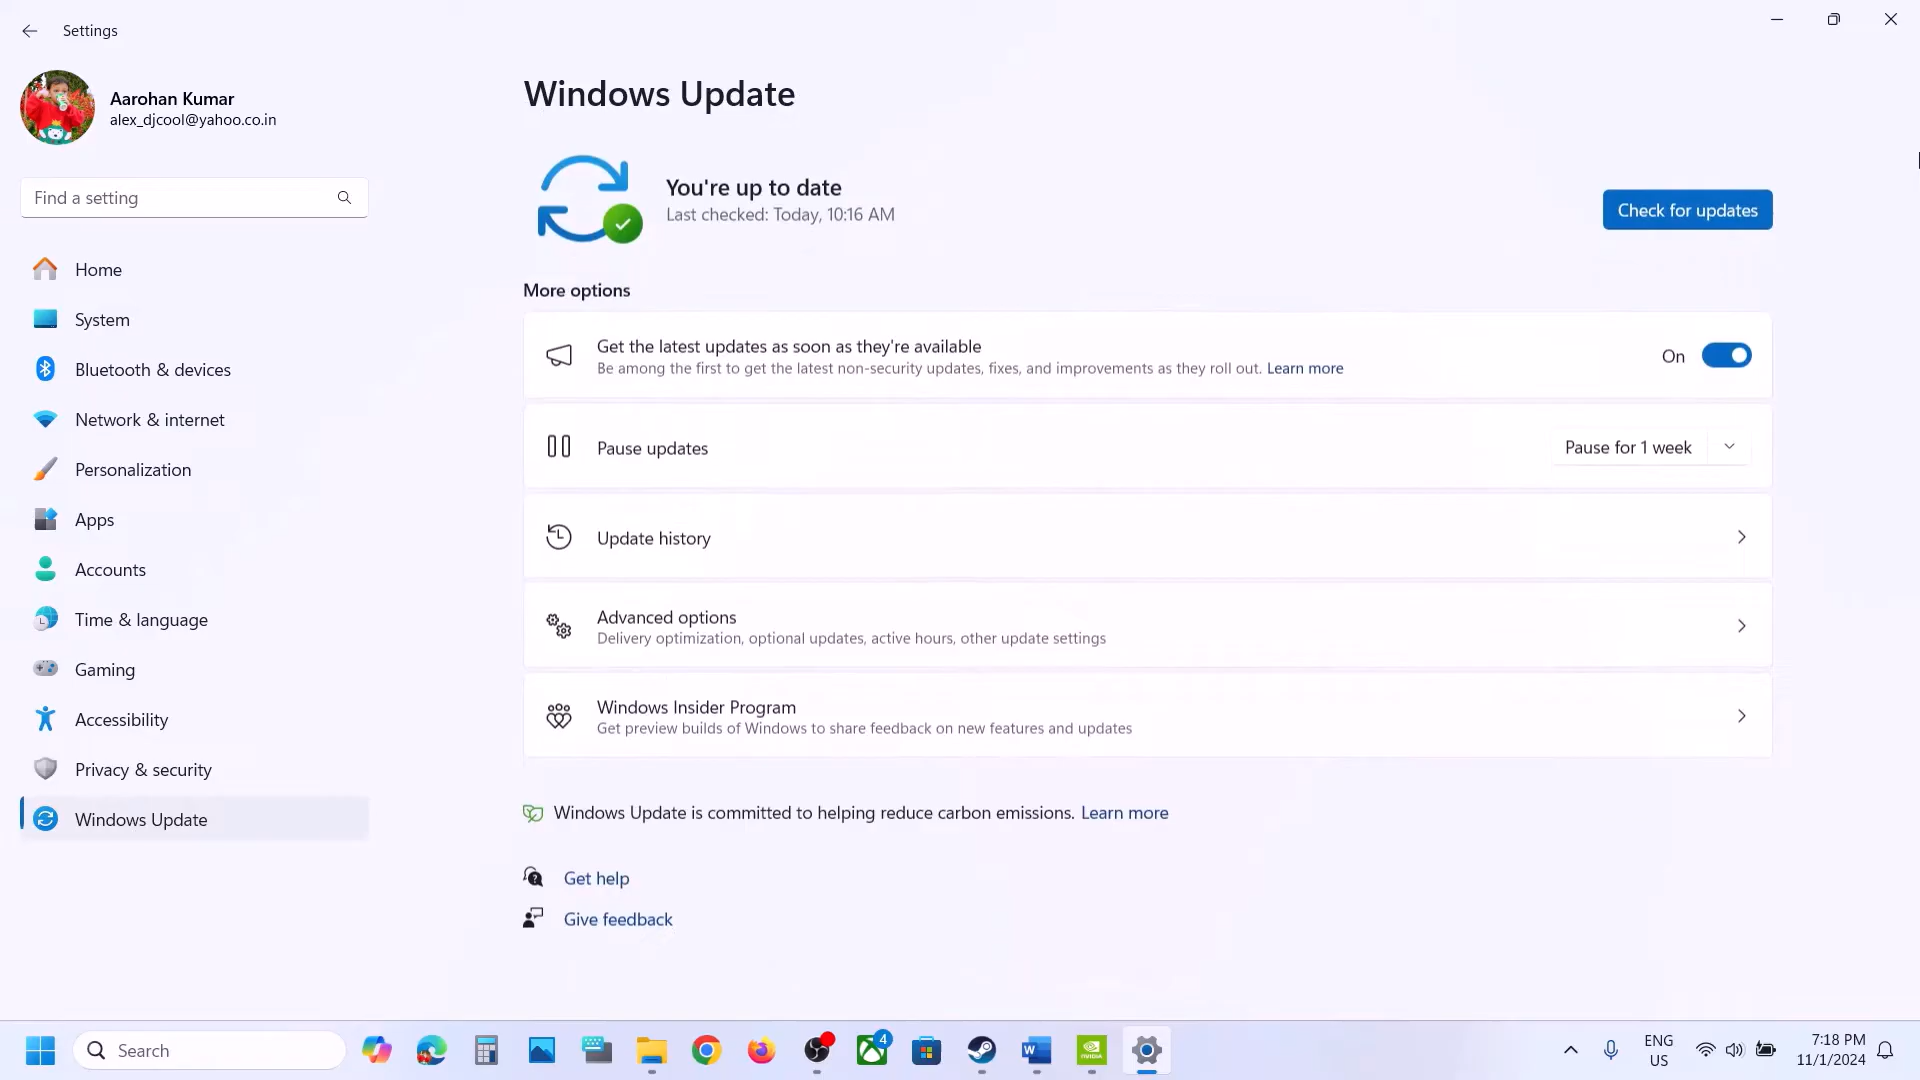 Settings
Aarohan Kumar
alex_djcool@yahoo.co.in
Find a setting
Home
System
Bluetooth & devices
Network & internet
Personalization
Apps
Accounts
Time & language
Gaming
Accessibility
Privacy & security
Windows Update
Windows Update
You're up to date
Last checked: Today, 10:16 AM
Check for updates
More options
Get the latest updates as soon as they're available
Be among the first to get the latest non-security updates, fixes, and improvements as they roll out. Learn more
On
Pause updates
Pause for 1 week
Update history
Advanced options
Delivery optimization, optional updates, active hours, other update settings
Windows Insider Program
Get preview builds of Windows to share feedback on new features and updates
Windows Update is committed to helping reduce carbon emissions. Learn more
Get help
Give feedback
Search
4
NVIDIA
ENG
US
7:18 PM
11/1/2024